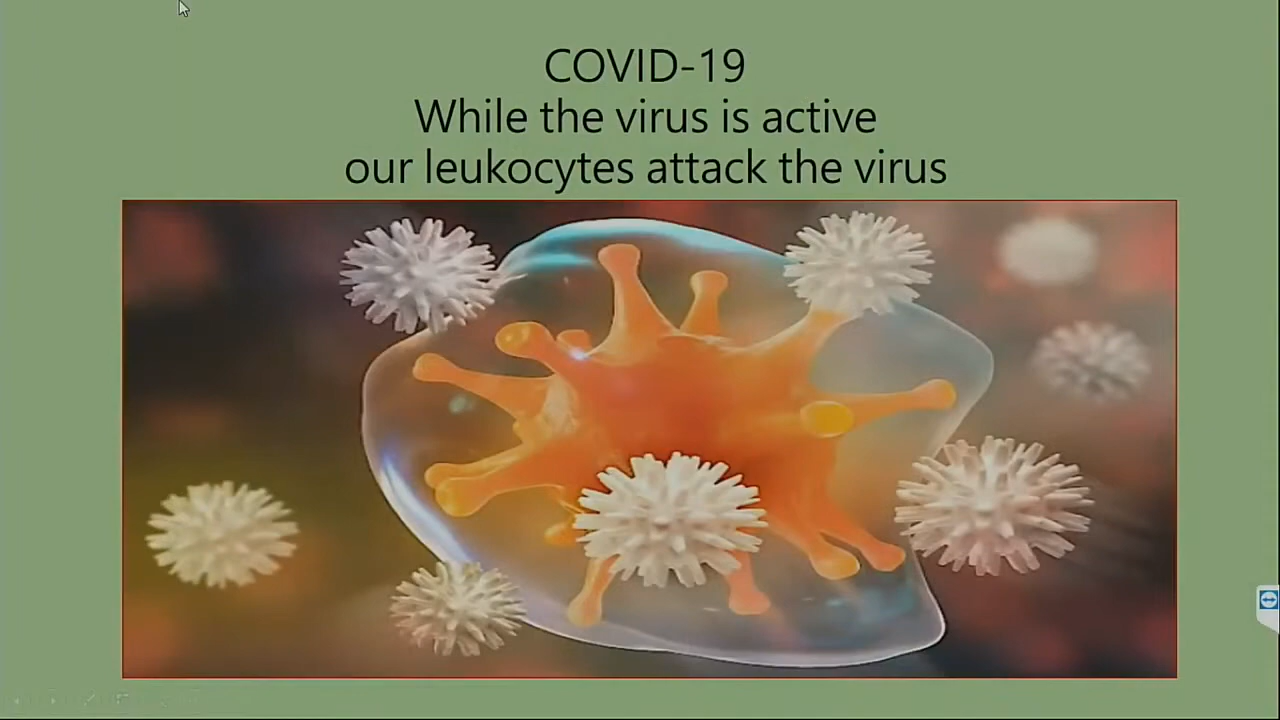 COVID-19
While the virus is active
our leukocytes attack the virus